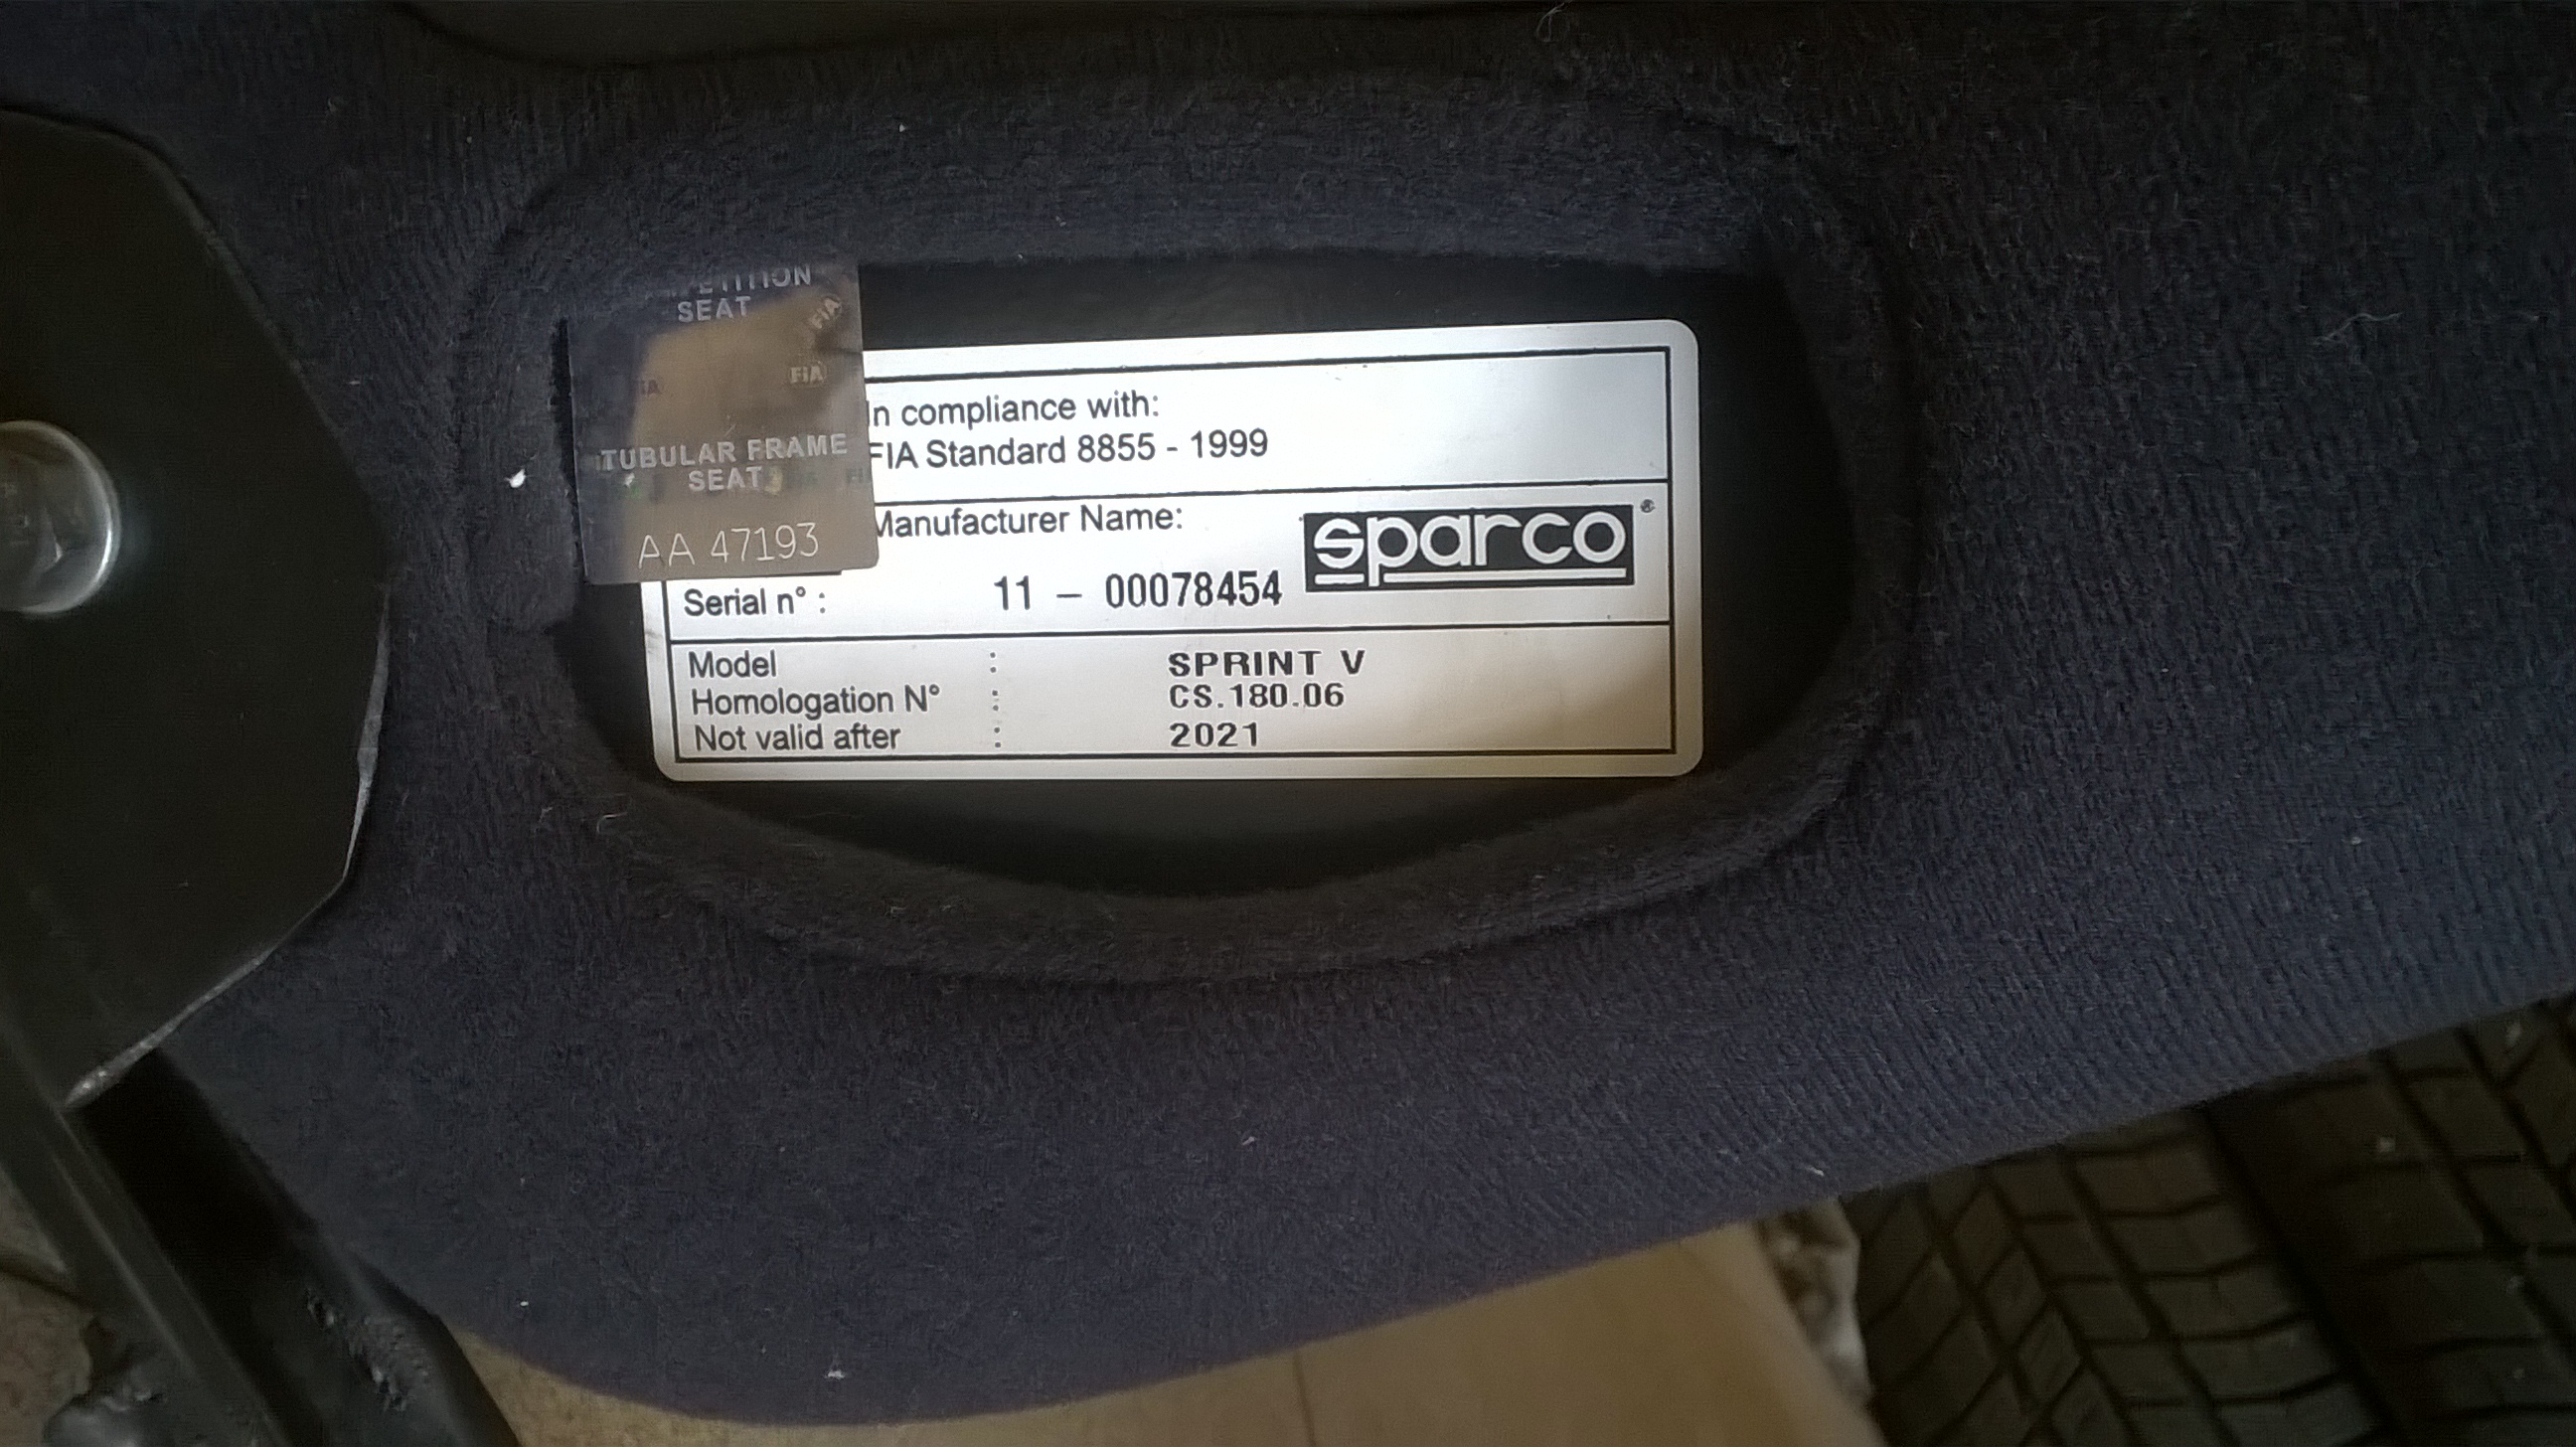 SEAT
FIA
FiA
TUBULAR FRAME
SEAT
AA 47193
In compliance with:
FIA Standard 8855 - 1999
Manufacturer Name:
sparco
Serial n° : 11 – 00078454
Model : SPRINT V
Homologation N° : CS.180.06
Not valid after : 2021